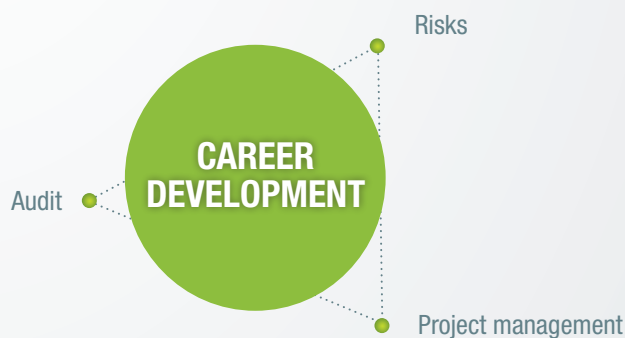 Risks
CAREER
DEVELOPMENT
Audit
Project management